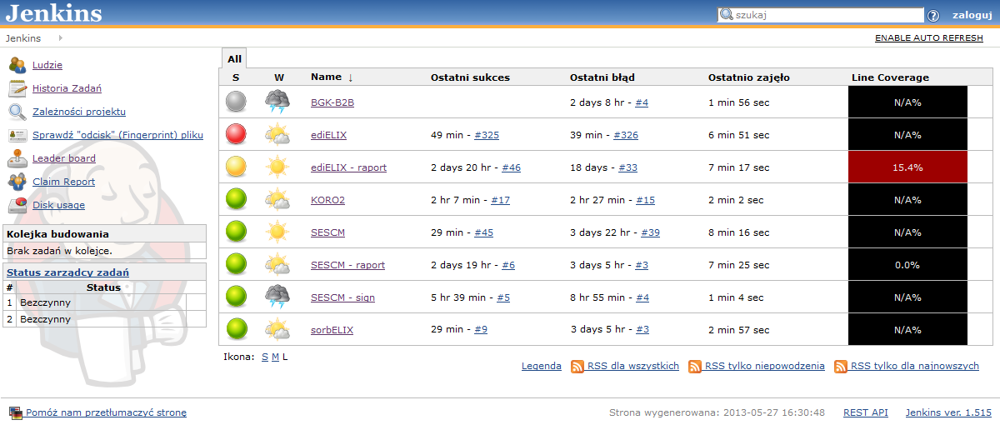 Jenkins
szukaj
zaloguj
Jenkins
ENABLE AUTO REFRESH
Ludzie
Historia Zadań
Zależności projektu
Sprawdź "odcisk" (Fingerprint) pliku
Leader board
Claim Report
Disk usage
Kolejka budowania
Brak zadań w kolejce.
Status zarządcy zadań
# Status
1 Bezczynny
2 Bezczynny
All
S W Name ↓ Ostatni sukces Ostatni błąd Ostatnio zajęło Line Coverage
BGK-B2B 2 days 8 hr - #4 1 min 56 sec N/A%
ediELIX 49 min - #325 39 min - #326 6 min 51 sec N/A%
ediELIX - raport 2 days 20 hr - #46 18 days - #33 7 min 17 sec 15.4%
KORO2 2 hr 7 min - #17 2 hr 27 min - #15 2 min 2 sec N/A%
SESCM 29 min - #45 3 days 22 hr - #39 8 min 16 sec N/A%
SESCM - raport 2 days 19 hr - #6 3 days 5 hr - #3 7 min 25 sec 0.0%
SESCM - sign 5 hr 39 min - #5 8 hr 55 min - #4 1 min 4 sec N/A%
sorbELIX 29 min - #9 3 days 5 hr - #3 2 min 57 sec N/A%
Ikona: S M L
Legenda RSS dla wszystkich RSS tylko niepowodzenia RSS tylko dla najnowszych
Pomóż nam przetłumaczyć stronę
Strona wygenerowana: 2013-05-27 16:30:48 REST API Jenkins ver. 1.515